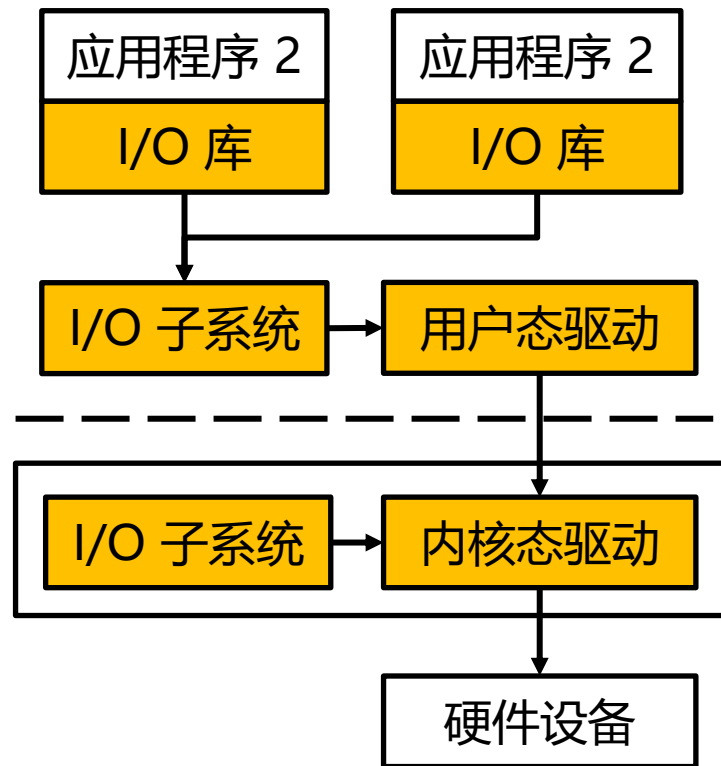 应用程序 2
应用程序 2
I/O 库
I/O 库
I/O 子系统
用户态驱动
I/O 子系统
内核态驱动
硬件设备